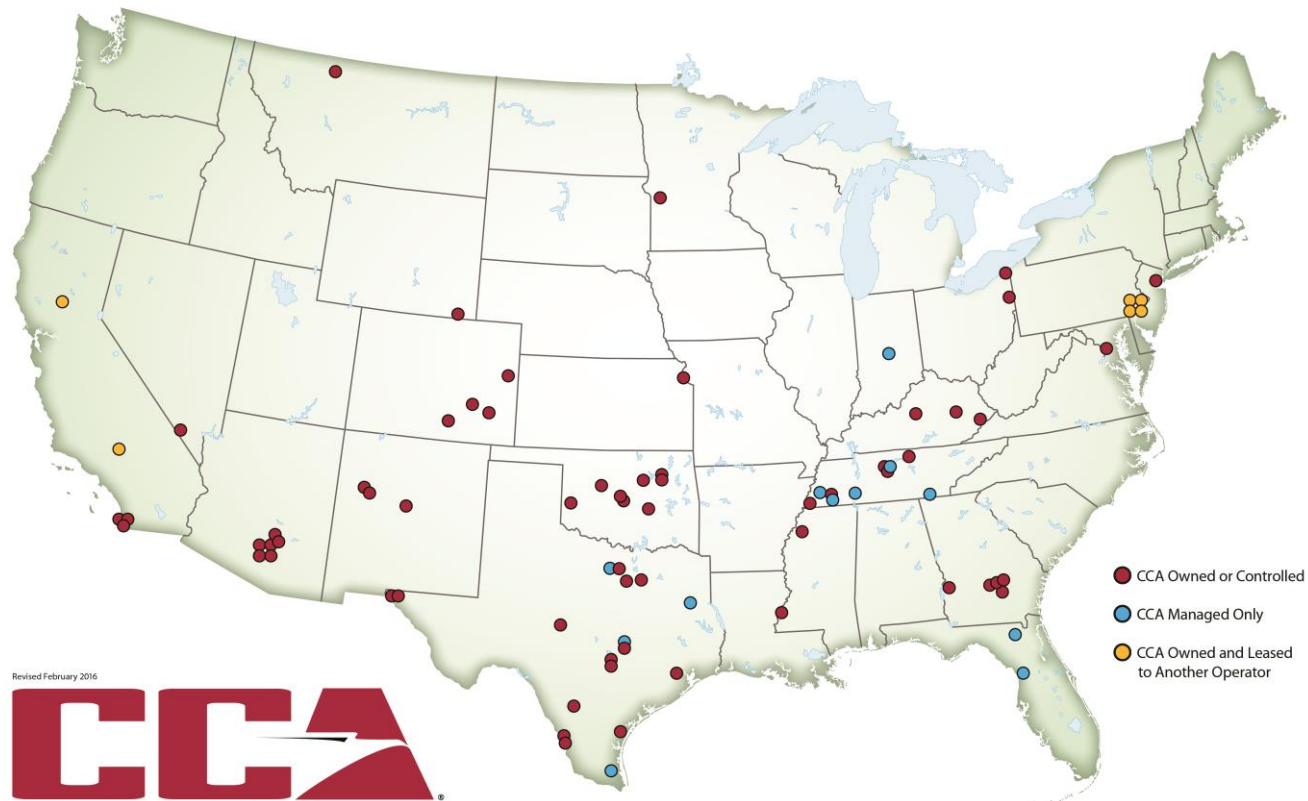 CCA Owned or Controlled
CCA Managed Only
CCA Owned and Leased
to Another Operator
Revised February 2016
CCA
®